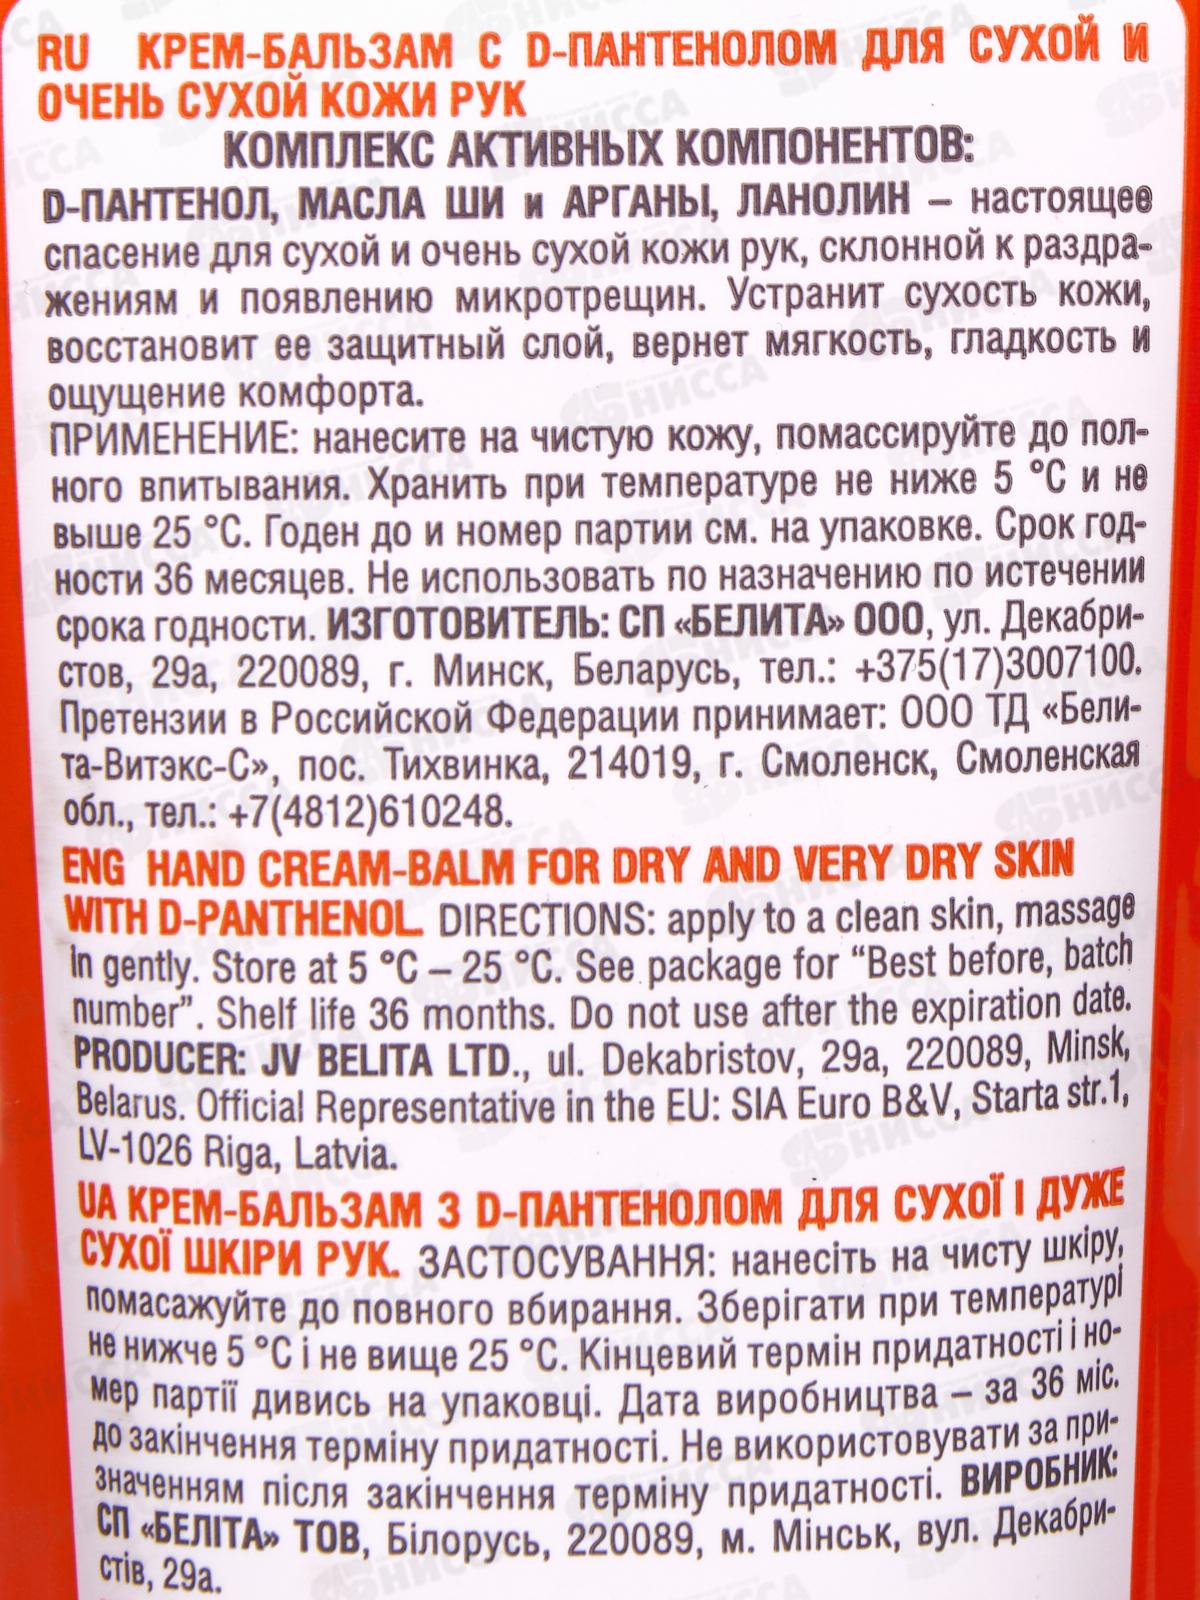 RU КРЕМ-БАЛЬЗАМ С D-ПАНТЕНОЛОМ ДЛЯ СУХОЙ И
ОЧЕНЬ СУХОЙ КОЖИ РУК
КОМПЛЕКС АКТИВНЫХ КОМПОНЕНТОВ:
D-ПАНТЕНОЛ, МАСЛА ШИ и АРГАНЫ, ЛАНОЛИН – настоящее
спасение для сухой и очень сухой кожи рук, склонной к раздра-
жениям и появлению микротрещин. Устранит сухость кожи,
восстановит ее защитный слой, вернет мягкость, гладкость и
ощущение комфорта.
ПРИМЕНЕНИЕ: нанесите на чистую кожу, помассируйте до пол-
ного впитывания. Хранить при температуре не ниже 5 °C и не
выше 25 °C. Годен до и номер партии см. на упаковке. Срок год-
ности 36 месяцев. Не использовать по назначению по истечении
срока годности. ИЗГОТОВИТЕЛЬ: СП «БЕЛИТА» ООО, ул. Декабри-
стов, 29а, 220089, г. Минск, Беларусь, тел.: +375(17)3007100.
Претензии в Российской Федерации принимает: ООО ТД «Бели-
та-Витэкс-С», пос. Тихвинка, 214019, г. Смоленск, Смоленская
обл., тел.: +7(4812)610248.
ENG HAND CREAM-BALM FOR DRY AND VERY DRY SKIN
WITH D-PANTHENOL. DIRECTIONS: apply to a clean skin, massage
in gently. Store at 5 °C – 25 °C. See package for “Best before, batch
number”. Shelf life 36 months. Do not use after the expiration date.
PRODUCER: JV BELITA LTD., ul. Dekabristov, 29a, 220089, Minsk,
Belarus. Official Representative in the EU: SIA Euro B&V, Starta str.1,
LV-1026 Riga, Latvia.
UA КРЕМ-БАЛЬЗАМ З D-ПАНТЕНОЛОМ ДЛЯ СУХОЇ І ДУЖЕ
СУХОЇ ШКІРИ РУК. ЗАСТОСУВАННЯ: нанесіть на чисту шкіру,
помасажуйте до повного вбирання. Зберігати при температурі
не нижче 5 °C і не вище 25 °C. Кінцевий термін придатності і но-
мер партії дивись на упаковці. Дата виробництва – за 36 міс.
до закінчення терміну придатності. Не використовувати за при-
значенням після закінчення терміну придатності. ВИРОБНИК:
СП «БЕЛІТА» ТОВ, Білорусь, 220089, м. Мінськ, вул. Декабри-
стів, 29а.